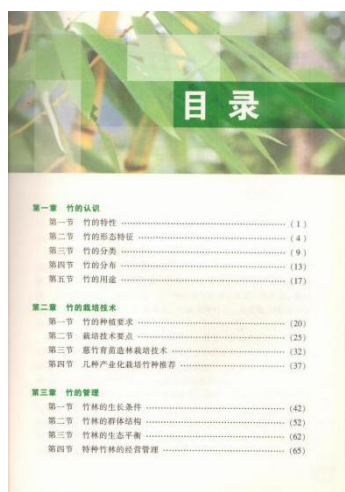 目录
第一章 竹的认识
第一节 竹的特性 ……………………………… (1)
第二节 竹的形态特征 ……………………………… (4)
第三节 竹的分类 ……………………………… (9)
第四节 竹的分布 ……………………………… (13)
第五节 竹的用途 ……………………………… (17)
第二章 竹的栽培技术
第一节 竹的种植要求 ……………………………… (20)
第二节 栽培技术要点 ……………………………… (25)
第三节 慈竹育苗造林栽培技术 ……………………………… (32)
第四节 几种产业化栽培竹种推荐 ……………………………… (37)
第三章 竹的管理
第一节 竹林的生长条件 ……………………………… (42)
第二节 竹林的群体结构 ……………………………… (52)
第三节 竹林的生态平衡 ……………………………… (62)
第四节 特种竹林的经营管理 ……………………………… (65)